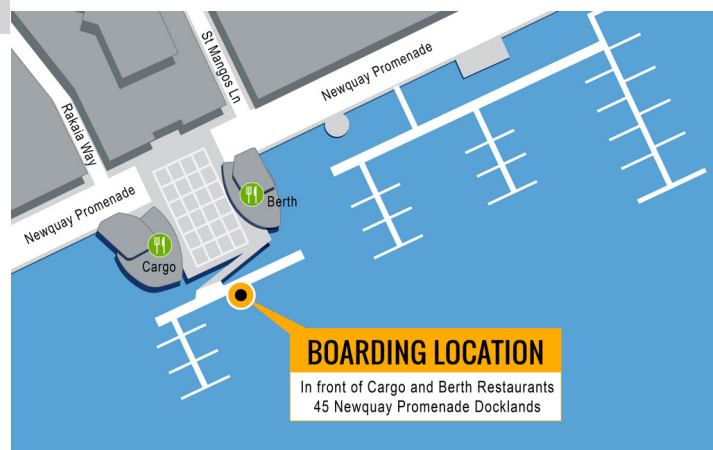 St Mangos Ln
Newquay Promenade
Rakaia Way
Newquay Promenade
Berth
Cargo
BOARDING LOCATION
In front of Cargo and Berth Restaurants
45 Newquay Promenade Docklands